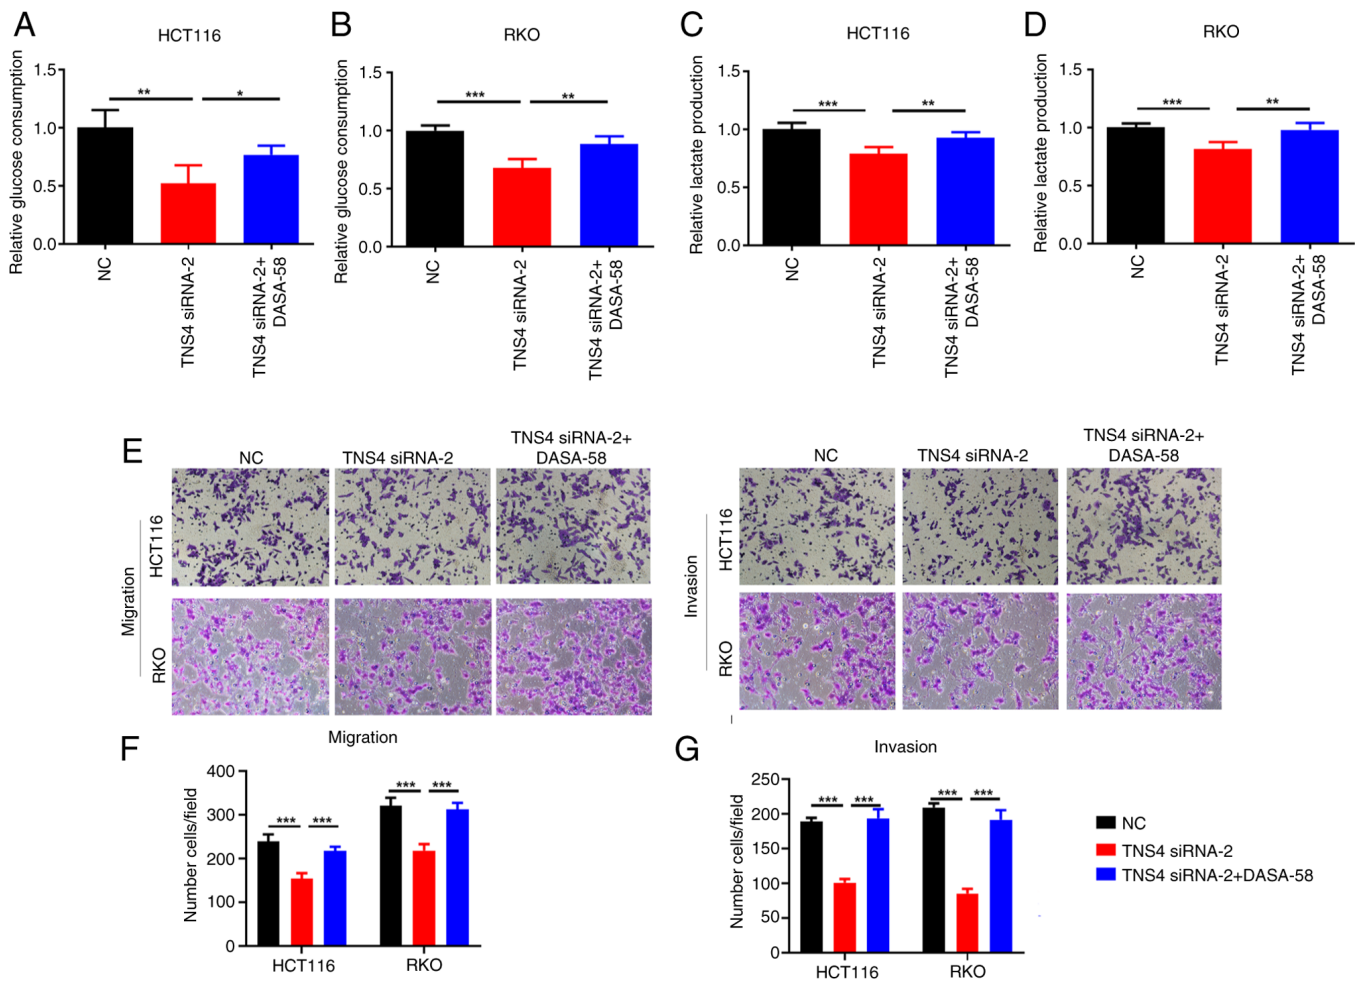 A
HCT116
Relative glucose consumption
1.5
1.0
0.5
0.0
**
*
NC
TNS4 siRNA-2
TNS4 siRNA-2+
DASA-58
B
RKO
Relative glucose consumption
1.5
1.0
0.5
0.0
***
**
NC
TNS4 siRNA-2
TNS4 siRNA-2+
DASA-58
C
HCT116
Relative lactate production
1.5
1.0
0.5
0.0
***
**
NC
TNS4 siRNA-2
TNS4 siRNA-2+
DASA-58
D
RKO
Relative lactate production
1.5
1.0
0.5
0.0
***
**
NC
TNS4 siRNA-2
TNS4 siRNA-2+
DASA-58
E
NC
TNS4 siRNA-2
TNS4 siRNA-2+
DASA-58
Migration
HCT116
RKO
NC
TNS4 siRNA-2
TNS4 siRNA-2+
DASA-58
Invasion
HCT116
RKO
F
Migration
Number cells/field
400
300
200
100
0
*** ***
*** ***
HCT116
RKO
G
Invasion
Number cells/field
250
200
150
100
50
0
*** ***
*** ***
HCT116
RKO
NC
TNS4 siRNA-2
TNS4 siRNA-2+DASA-58